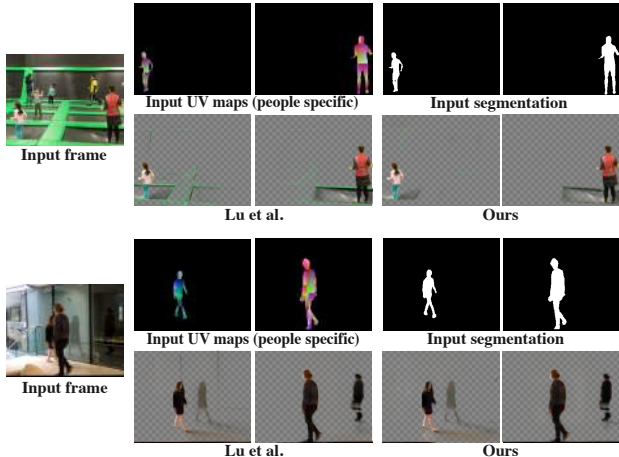 Input UV maps (people specific)
Input segmentation
Input frame
Lu et al.
Ours
Input UV maps (people specific)
Input segmentation
Input frame
Lu et al.
Ours